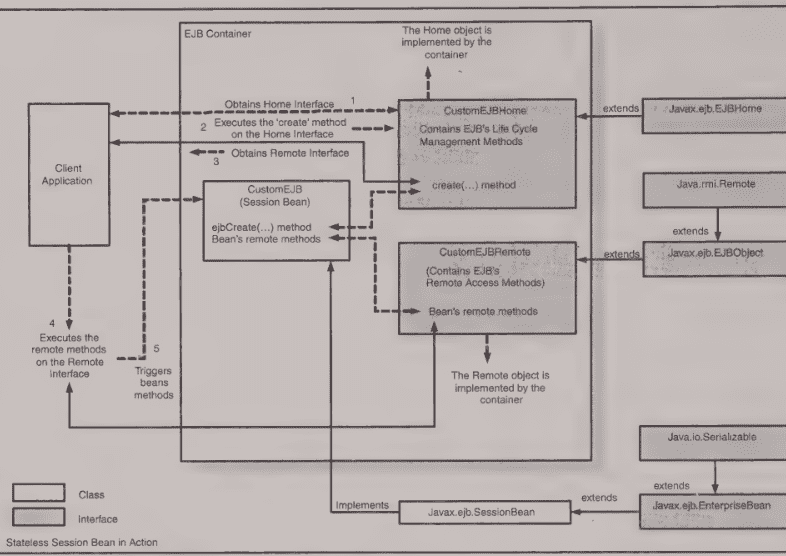 EJB Container
The Home object is
implemented by the
container
Obtains Home Interface
1
2
Executes the 'create' method
on the Home Interface
Obtains Remote Interface
3
Client
Application
CustomEJBHome
Contains EJB's Life Cycle
Management Methods
create(...) method
extends
Javax.ejb.EJBHome
Java.rmi.Remote
extends
extends
Javax.ejb.EJBObject
CustomEJB
(Session Bean)
ejbCreate(...) method
Bean's remote methods
CustomEJBRemote
(Contains EJB's
Remote Access Methods)
Bean's remote methods
4
Executes the
remote methods
on the Remote
Interface
5
Triggers
beans
methods
The Remote object is
implemented by the
container
Java.io.Serializable
extends
Implements
Javax.ejb.SessionBean
extends
Javax.ejb.EnterpriseBean
Class
Interface
Stateless Session Bean in Action